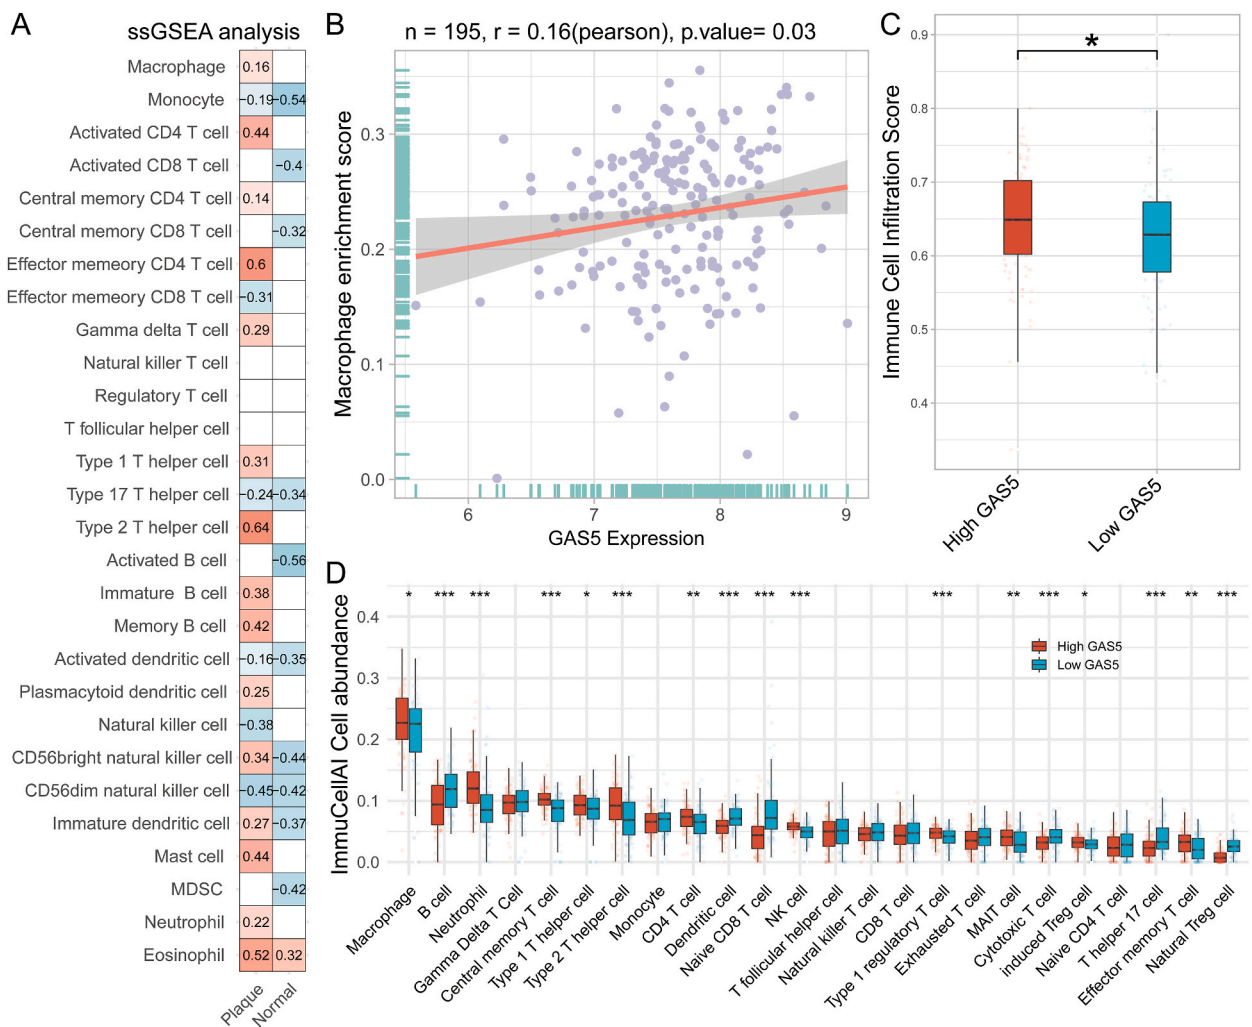 A
ssGSEA analysis
Macrophage 0.16
Monocyte −0.19 −0.54
Activated CD4 T cell 0.44
Activated CD8 T cell −0.4
Central memory CD4 T cell 0.14
Central memory CD8 T cell −0.32
Effector memeory CD4 T cell 0.6
Effector memeory CD8 T cell −0.31
Gamma delta T cell 0.29
Natural killer T cell
Regulatory T cell
T follicular helper cell
Type 1 T helper cell 0.31
Type 17 T helper cell −0.24 −0.34
Type 2 T helper cell 0.64
Activated B cell −0.56
Immature B cell 0.38
Memory B cell 0.42
Activated dendritic cell −0.16 −0.35
Plasmacytoid dendritic cell 0.25
Natural killer cell −0.38
CD56bright natural killer cell 0.34 −0.44
CD56dim natural killer cell −0.45 −0.42
Immature dendritic cell 0.27 −0.37
Mast cell 0.44
MDSC −0.42
Neutrophil 0.22
Eosinophil 0.52 0.32
Plaque Normal
B
n = 195, r = 0.16(pearson), p.value= 0.03
Macrophage enrichment score
0.3
0.2
0.1
0.0
6 7 8 9
GAS5 Expression
C
Immune Cell Infiltration Score
*
0.9
0.8
0.7
0.6
0.5
0.4
High GAS5 Low GAS5
D
ImmuCellAI Cell abundance
* *** *** *** * *** ** *** *** *** *** ** *** * *** ** ***
High GAS5
Low GAS5
0.4
0.3
0.2
0.1
0.0
Macrophage
B cell
Neutrophil
Gamma Delta T Cell
Central memory T cell
Type 1 T helper cell
Type 2 T helper cell
Monocyte
CD4 T cell
Dendritic cell
Naive CD8 T cell
NK cell
T follicular helper cell
Natural killer T cell
CD8 T cell
Type 1 regulatory T cell
Exhausted T cell
MAIT cell
Cytotoxic T cell
induced Treg cell
Naive CD4 T cell
T helper 17 cell
Effector memory T cell
Natural Treg cell